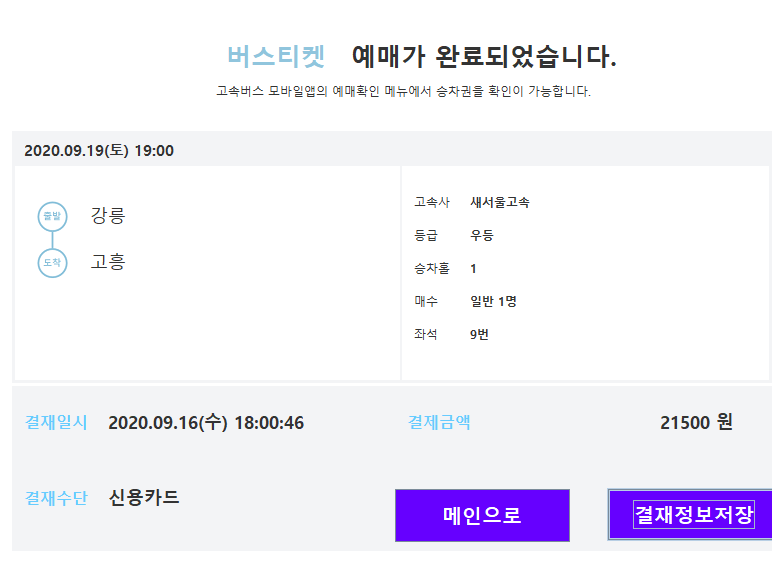 버스티켓 예매가 완료되었습니다.
고속버스 모바일앱의 예매확인 메뉴에서 승차권을 확인이 가능합니다.
2020.09.19(토) 19:00
출발 강릉
도착 고흥
고속사 새서울고속
등급 우등
승차홈 1
매수 일반 1명
좌석 9번
결재일시 2020.09.16(수) 18:00:46
결제금액 21500 원
결재수단 신용카드
메인으로
결재정보저장